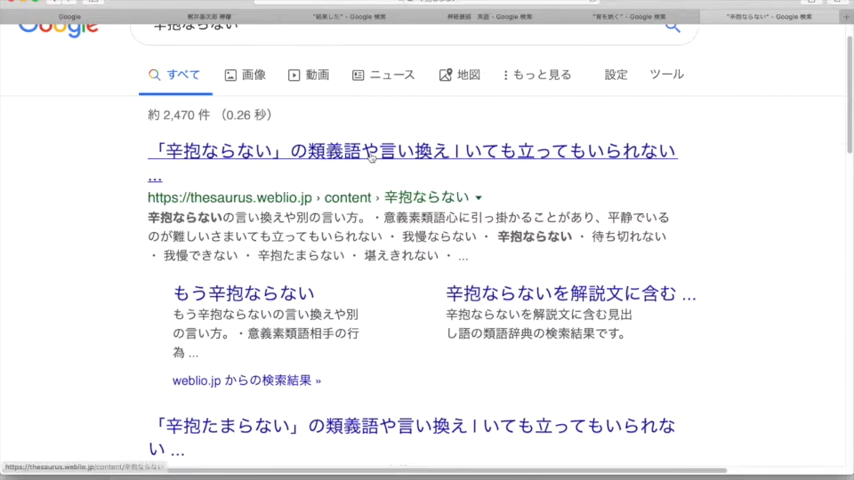 Google
"結果した" - Google 検索
"胃を焼く" - Google 検索
"辛抱ならない" - Google 検索
辛抱ならない
Google
すべて
画像
動画
ニュース
地図
もっと見る
設定
ツール
約 2,470 件 （0.26 秒）
「辛抱ならない」の類義語や言い換え | いても立ってもいられない
...
https://thesaurus.weblio.jp › content › 辛抱ならない
辛抱ならないの言い換えや別の言い方。・意義素類語心に引っ掛かることがあり、平静でいる
のが難しいさまいても立ってもいられない ・ 我慢ならない ・ 辛抱ならない ・ 待ち切れない
・ 我慢できない ・ 辛抱たまらない ・ 堪えきれない ・ ...
もう辛抱ならない
もう辛抱ならないの言い換えや別
の言い方。・意義素類語相手の行
為 ...
辛抱ならないを解説文に含む ...
辛抱ならないを解説文に含む見出
し語の類語辞典の検索結果です。
weblio.jp からの検索結果 »
「辛抱たまらない」の類義語や言い換え | いても立ってもいられな
い ...
https://thesaurus.weblio.jp/content/辛抱ならない